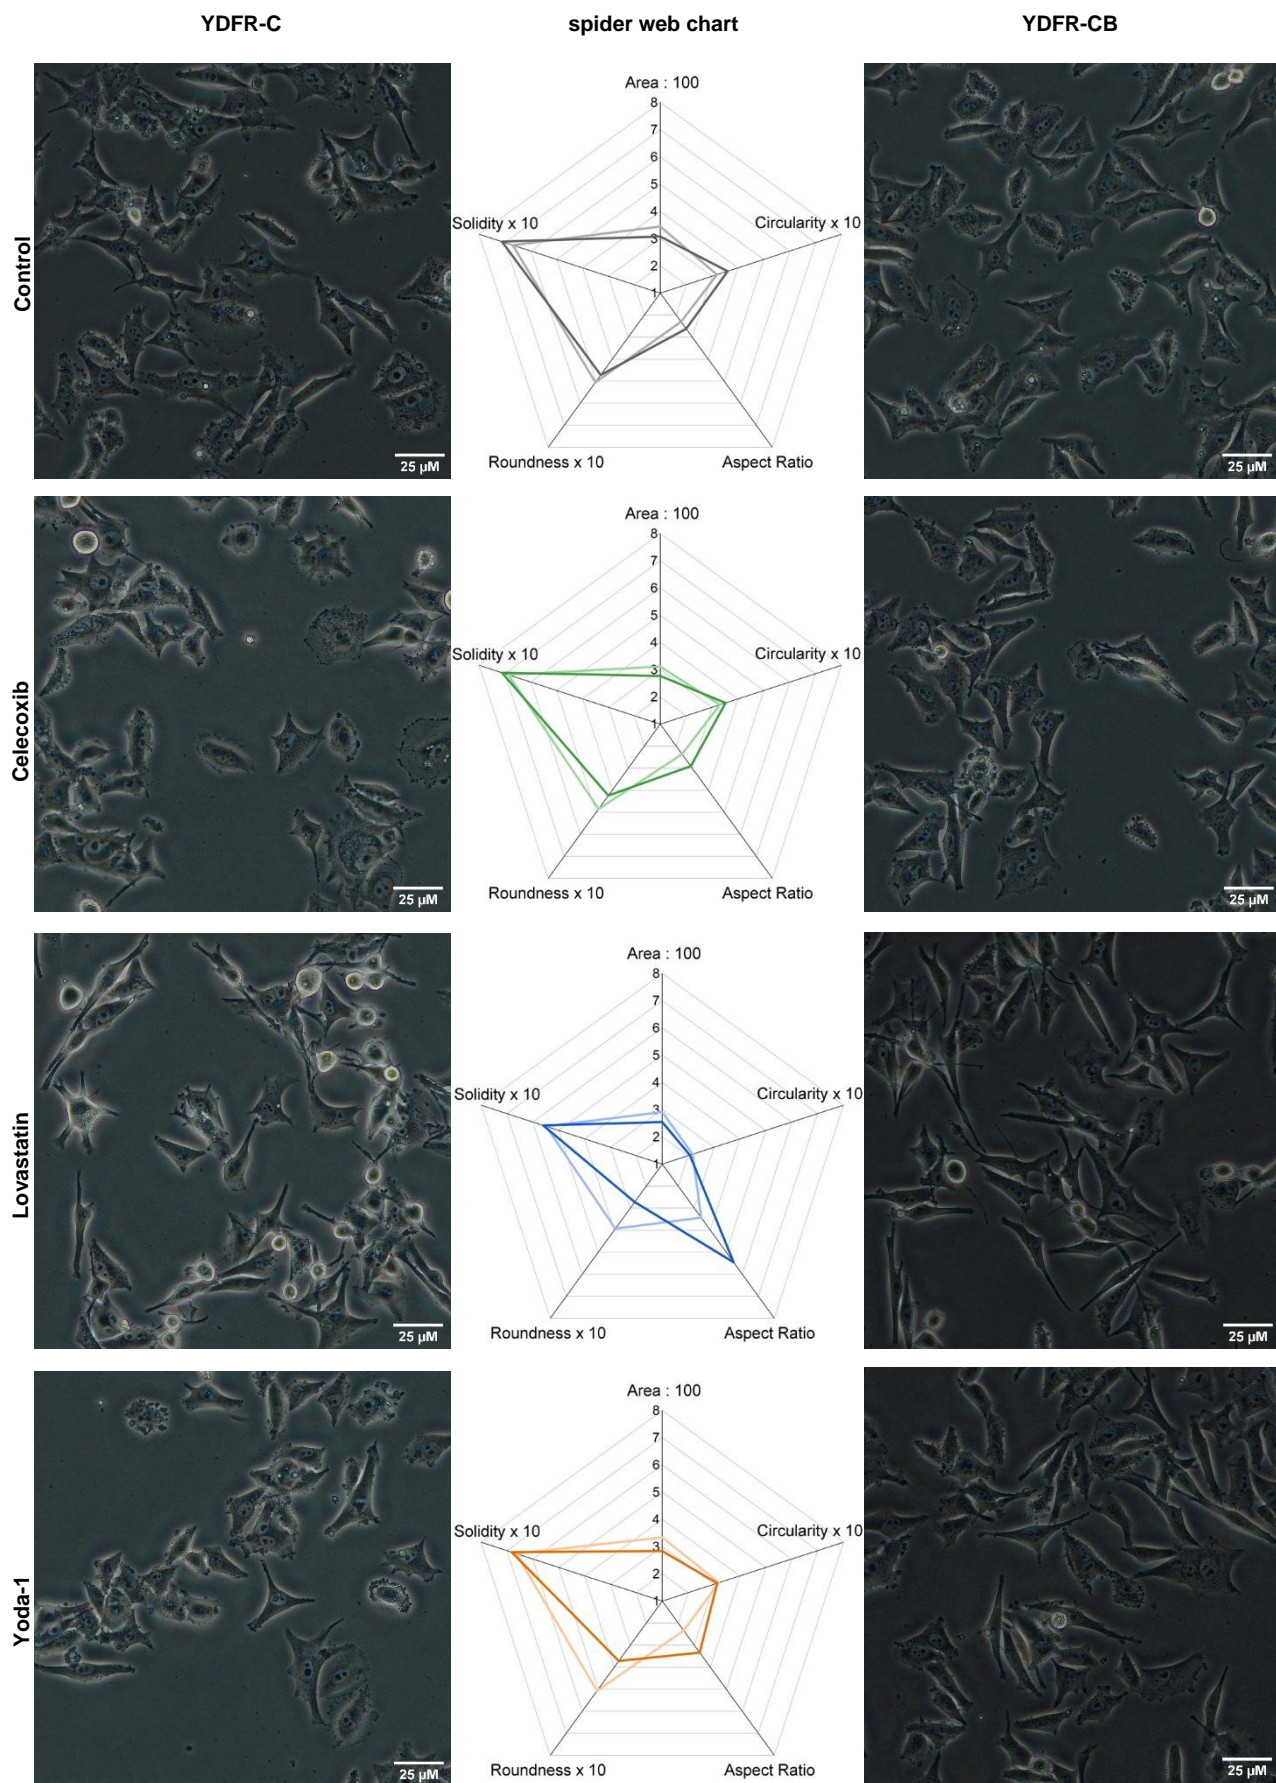 YDFR-C spider web chart YDFR-CB
Control
25 µM
Area : 100
8
7
6
5
4
3
2
1
Solidity x 10
Circularity x 10
Roundness x 10
Aspect Ratio
25 µM
Celecoxib
25 µM
Area : 100
8
7
6
5
4
3
2
1
Solidity x 10
Circularity x 10
Roundness x 10
Aspect Ratio
25 µM
Lovastatin
25 µM
Area : 100
8
7
6
5
4
3
2
1
Solidity x 10
Circularity x 10
Roundness x 10
Aspect Ratio
25 µM
Yoda-1
25 µM
Area : 100
8
7
6
5
4
3
2
1
Solidity x 10
Circularity x 10
Roundness x 10
Aspect Ratio
25 µM